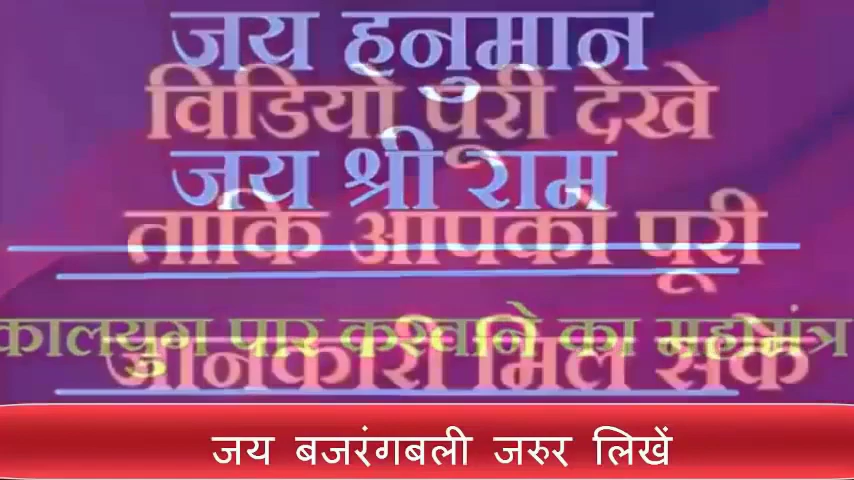 जय हनुमान
विडियो पूरी देखे
जय श्री राम
ताकि आपको पूरी
कालयुग पार करवाने का महामंत्र
जानकारी मिल सके
जय बजरंगबली जरुर लिखें